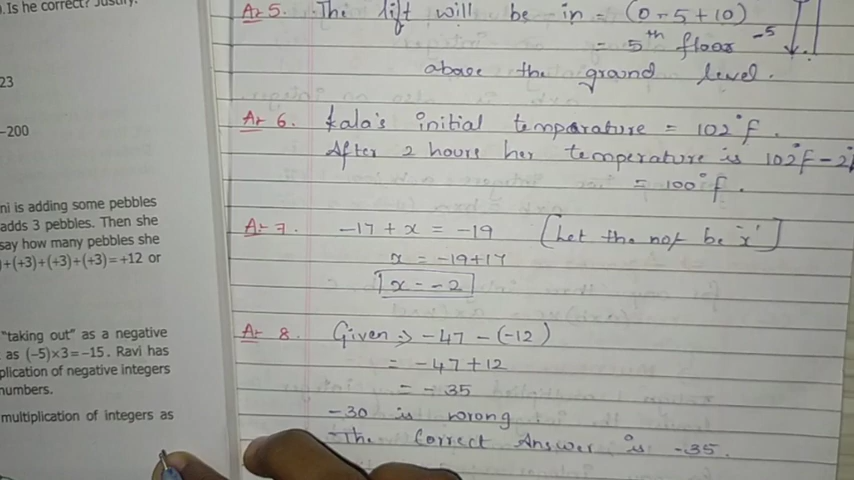 . Is he correct? Justify.
23
-200
ni is adding some pebbles
adds 3 pebbles. Then she
say how many pebbles she
+(+3)+(+3)+(+3)=+12 or
"taking out" as a negative
as (-5)×3=-15. Ravi has
plication of negative integers
numbers.
multiplication of integers as
Ar 5. The lift will be in = (0-5+10)
= 5th floor -5
above the ground level.
Ar 6. Kala's initial temperature = 102°F.
After 2 hours her temperature is 102°F-2°
= 100°F.
Ar 7. -17 + x = -19 [Let the no. be 'x']
x = -19+17
x = -2
Ar 8. Given :→ -47 - (-12)
= -47 +12
= -35
-30 is wrong
The Correct Answer is -35.